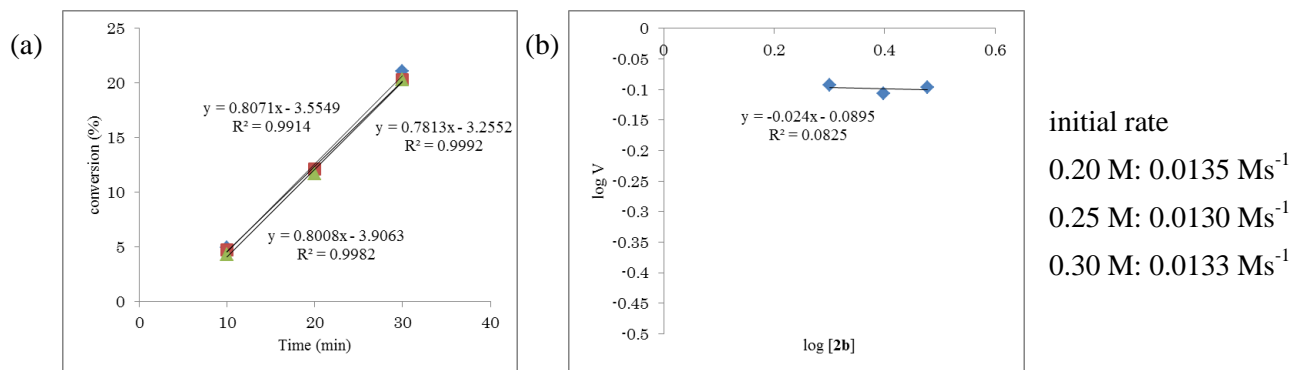 (a)
25
20
15
10
5
0
0
10
20
30
40
conversion (%)
Time (min)
y = 0.8071x - 3.5549
R² = 0.9914
y = 0.7813x - 3.2552
R² = 0.9992
y = 0.8008x - 3.9063
R² = 0.9982
(b)
0
-0.05
-0.1
-0.15
-0.2
-0.25
-0.3
-0.35
-0.4
-0.45
-0.5
0
0.2
0.4
0.6
log V
log [2b]
y = -0.024x - 0.0895
R² = 0.0825
initial rate
0.20 M: 0.0135 Ms⁻¹
0.25 M: 0.0130 Ms⁻¹
0.30 M: 0.0133 Ms⁻¹